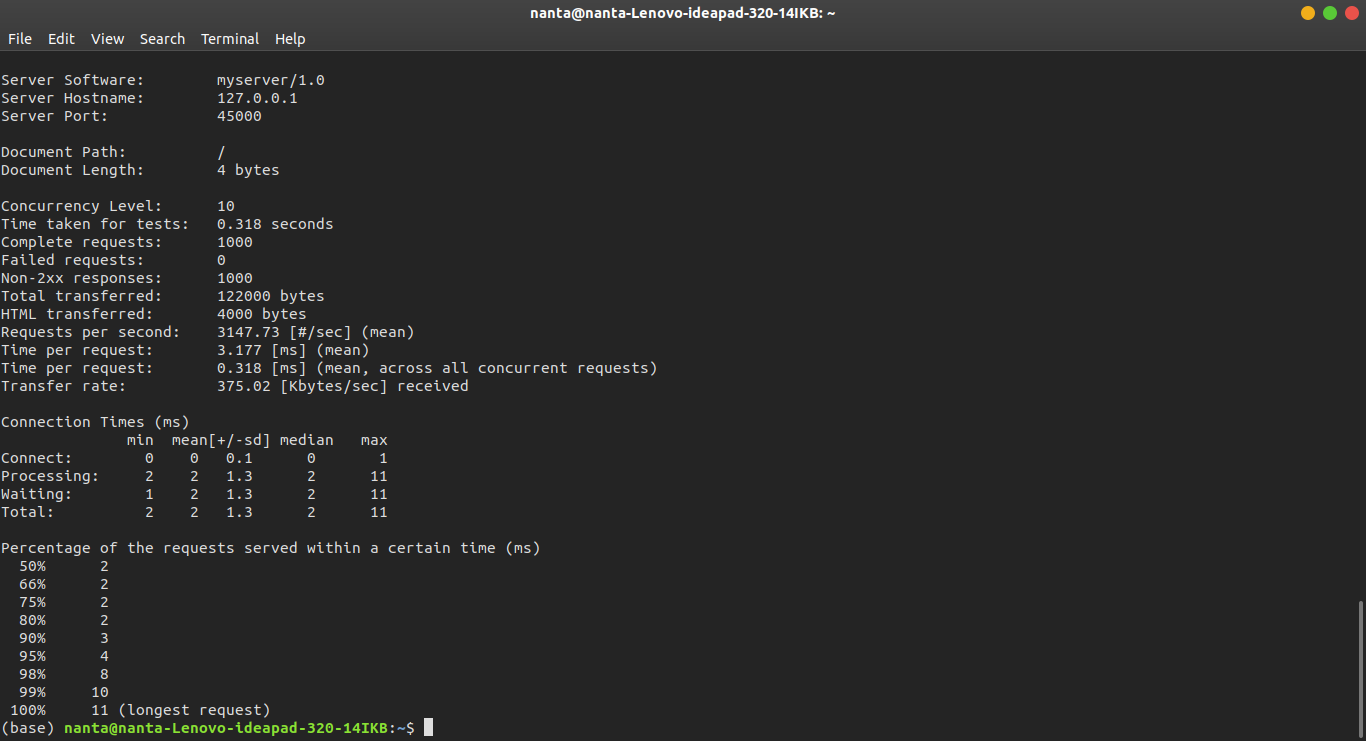 nanta@nanta-Lenovo-ideapad-320-14IKB: ~
File Edit View Search Terminal Help
Server Software:        myserver/1.0
Server Hostname:        127.0.0.1
Server Port:            45000
Document Path:          /
Document Length:        4 bytes
Concurrency Level:      10
Time taken for tests:   0.318 seconds
Complete requests:      1000
Failed requests:        0
Non-2xx responses:      1000
Total transferred:      122000 bytes
HTML transferred:       4000 bytes
Requests per second:    3147.73 [#/sec] (mean)
Time per request:       3.177 [ms] (mean)
Time per request:       0.318 [ms] (mean, across all concurrent requests)
Transfer rate:          375.02 [Kbytes/sec] received
Connection Times (ms)
              min  mean[+/-sd] median   max
Connect:        0    0   0.1      0       1
Processing:     2    2   1.3      2      11
Waiting:        1    2   1.3      2      11
Total:          2    2   1.3      2      11
Percentage of the requests served within a certain time (ms)
  50%      2
  66%      2
  75%      2
  80%      2
  90%      3
  95%      4
  98%      8
  99%     10
 100%     11 (longest request)
(base) nanta@nanta-Lenovo-ideapad-320-14IKB:~$